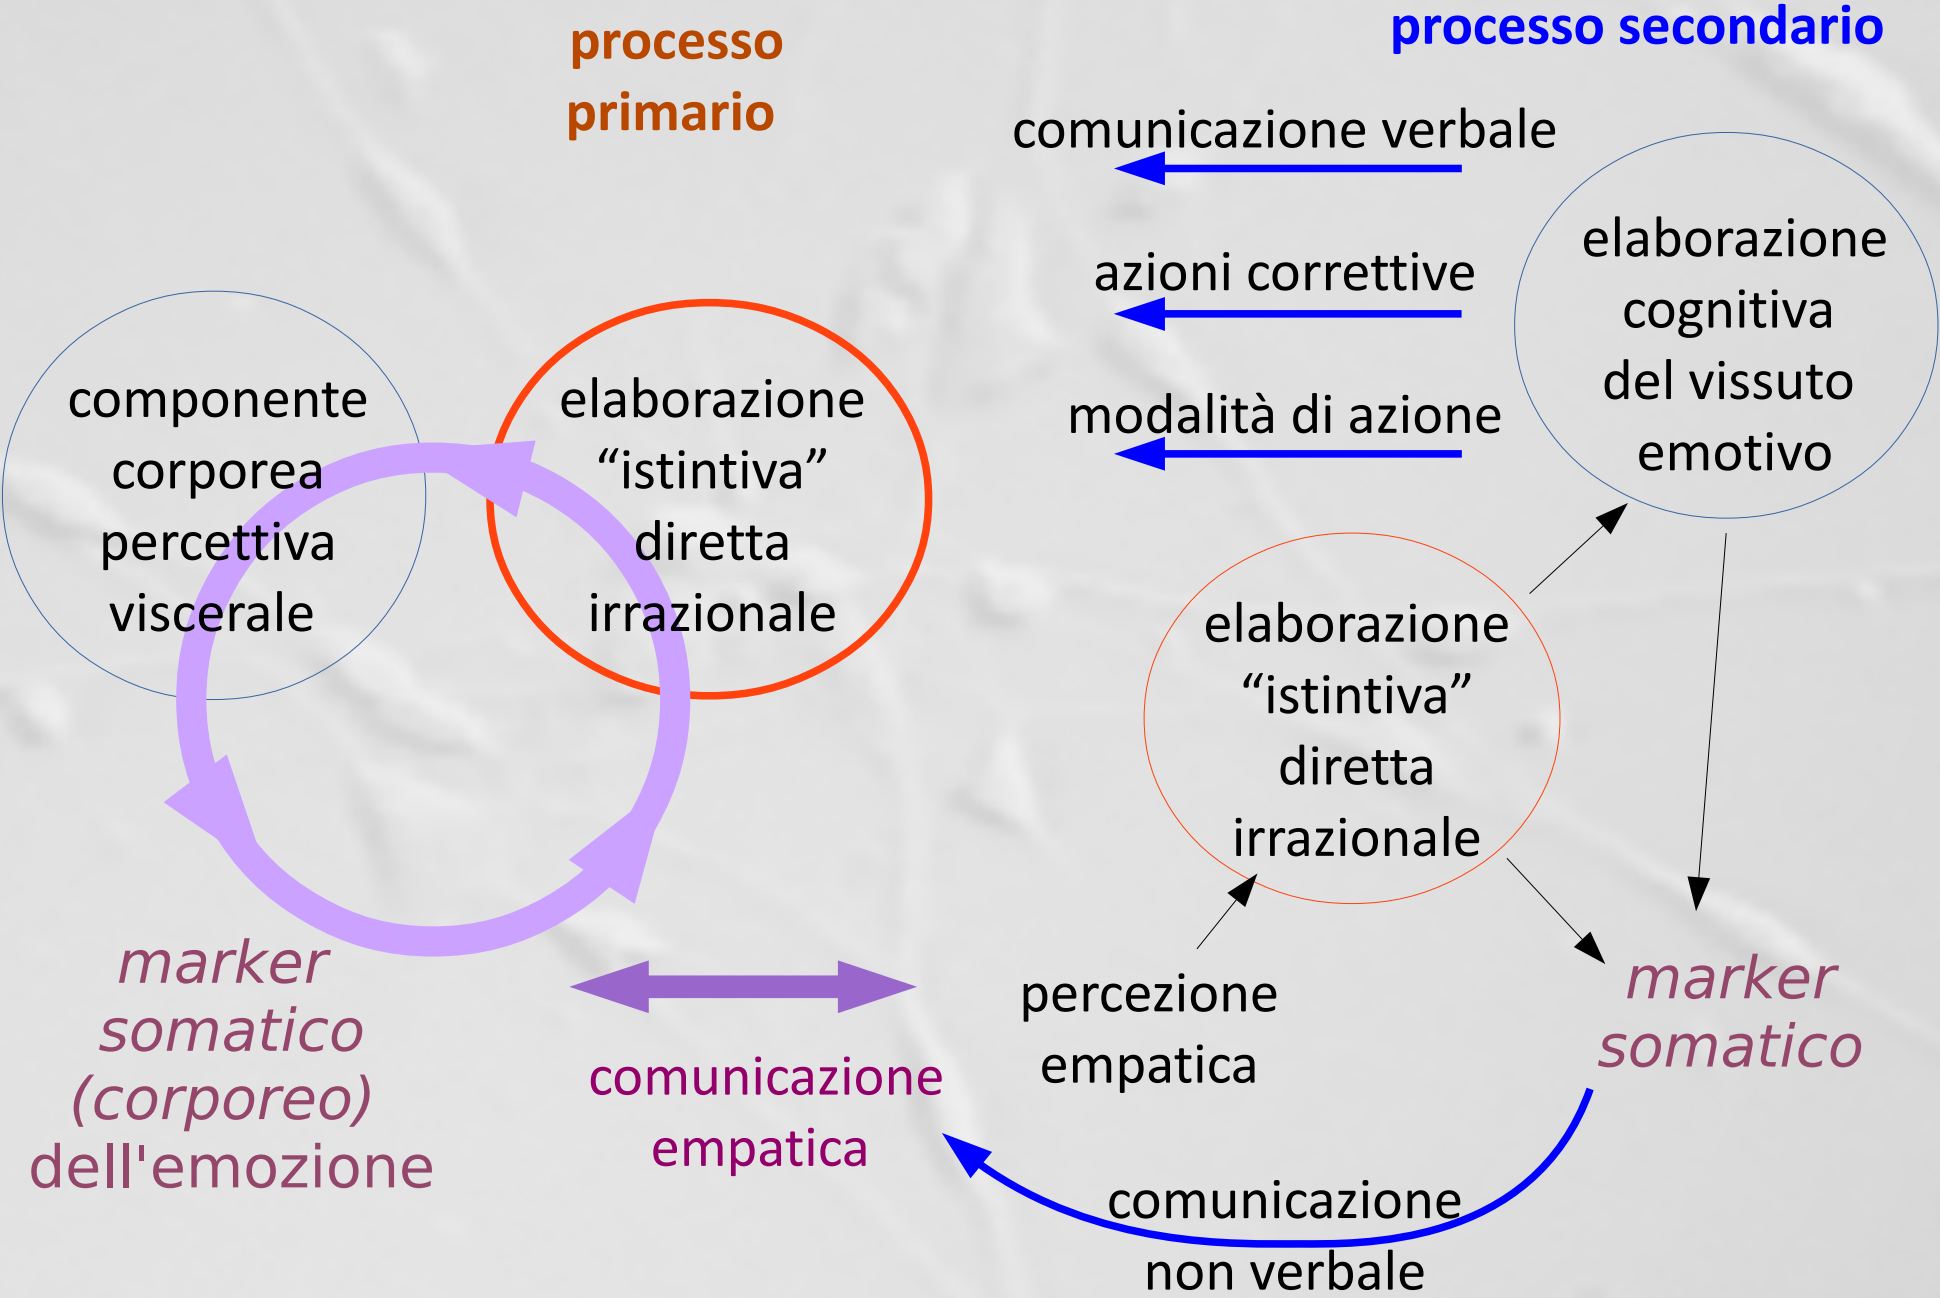 processo
primario
processo secondario
componente
corporea
percettiva
viscerale
elaborazione
“istintiva”
diretta
irrazionale
marker
somatico
(corporeo)
dell'emozione
comunicazione
empatica
comunicazione verbale
azioni correttive
modalità di azione
elaborazione
cognitiva
del vissuto
emotivo
elaborazione
“istintiva”
diretta
irrazionale
percezione
empatica
marker
somatico
comunicazione
non verbale